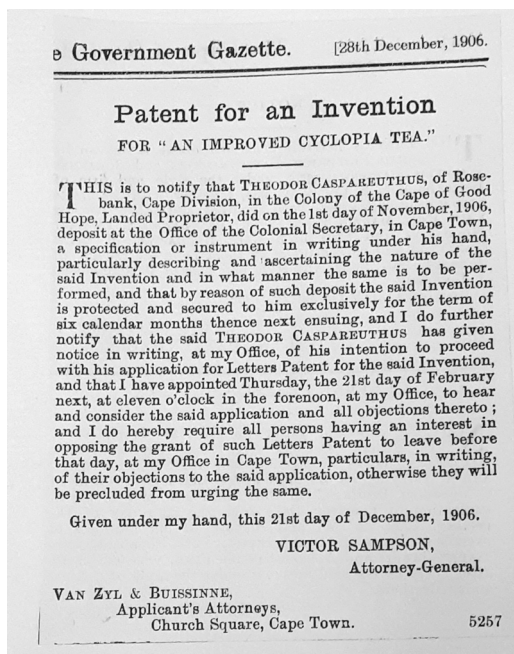 e Government Gazette. [28th December, 1906.
Patent for an Invention
FOR "AN IMPROVED CYCLOPIA TEA."
THIS is to notify that THEODOR CASPAREUTHUS, of Rose-
bank, Cape Division, in the Colony of the Cape of Good
Hope, Landed Proprietor, did on the 1st day of November, 1906,
deposit at the Office of the Colonial Secretary, in Cape Town,
a specification or instrument in writing under his hand,
particularly describing and ascertaining the nature of the
said Invention and in what manner the same is to be per-
formed, and that by reason of such deposit the said Invention
is protected and secured to him exclusively for the term of
six calendar months thence next ensuing, and I do further
notify that the said THEODOR CASPAREUTHUS has given
notice in writing, at my Office, of his intention to proceed
with his application for Letters Patent for the said Invention,
and that I have appointed Thursday, the 21st day of February
next, at eleven o'clock in the forenoon, at my Office, to hear
and consider the said application and all objections thereto ;
and I do hereby require all persons having an interest in
opposing the grant of such Letters Patent to leave before
that day, at my Office in Cape Town, particulars, in writing,
of their objections to the said application, otherwise they will
be precluded from urging the same.
Given under my hand, this 21st day of December, 1906.
VICTOR SAMPSON,
Attorney-General.
VAN ZYL & BUISSINNE,
Applicant's Attorneys,
Church Square, Cape Town. 5257